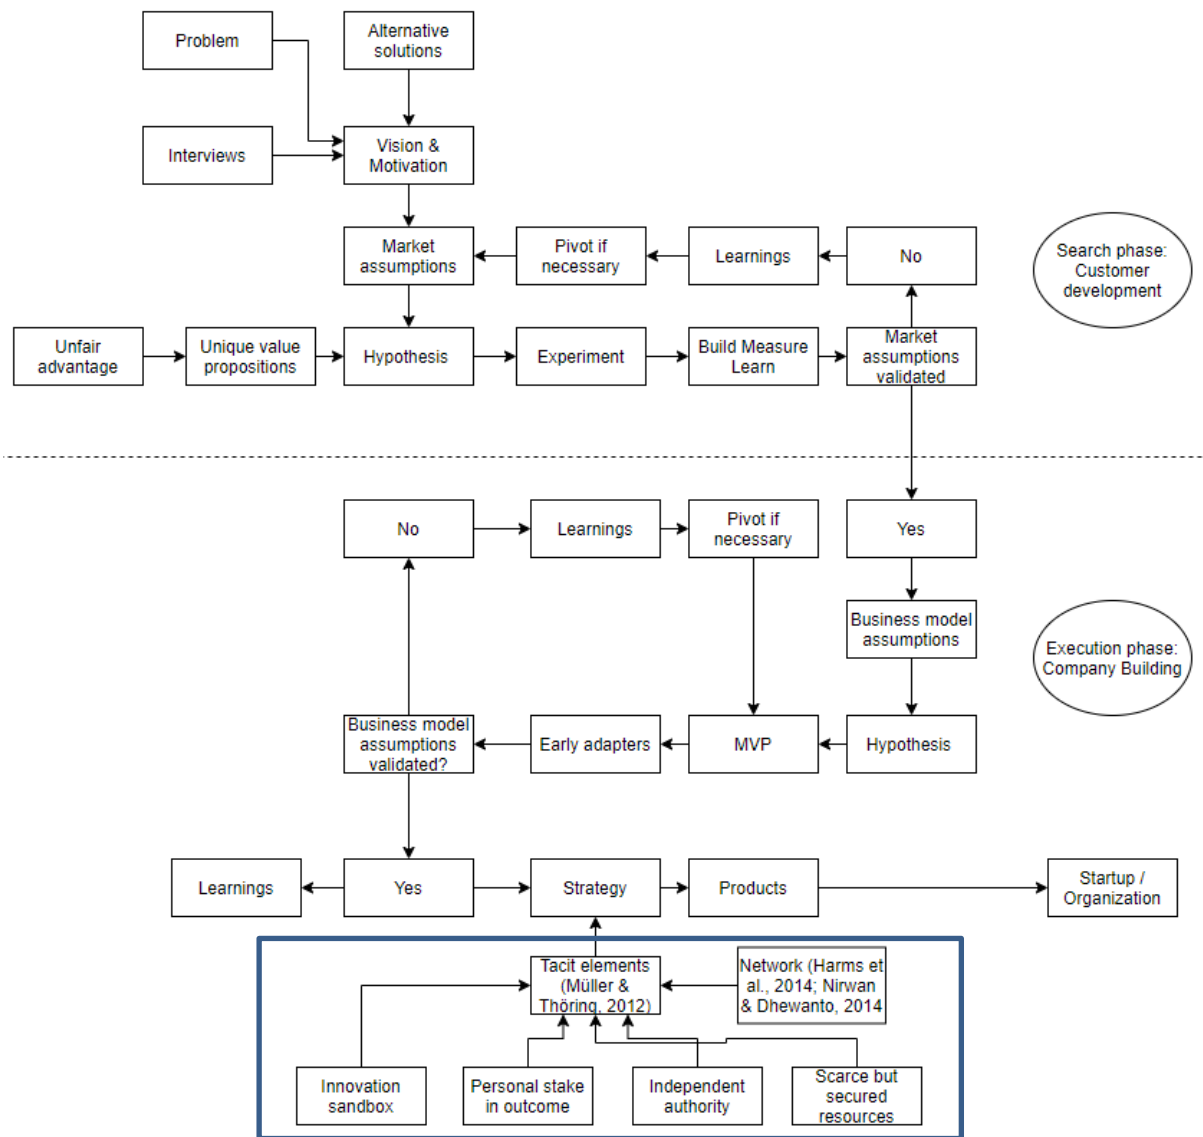 Problem
Alternative
solutions
Interviews
Vision &
Motivation
Market
assumptions
Pivot if
necessary
Learnings
No
Search phase:
Customer
development
Unfair
advantage
Unique value
propositions
Hypothesis
Experiment
Build Measure
Learn
Market
assumptions
validated
No
Learnings
Pivot if
necessary
Yes
Business model
assumptions
Execution phase:
Company Building
Business model
assumptions
validated?
Early adapters
MVP
Hypothesis
Learnings
Yes
Strategy
Products
Startup /
Organization
Tacit elements
(Müller &
Thöring, 2012)
Network (Harms et
al., 2014; Nirwan
& Dhewanto, 2014
Innovation
sandbox
Personal stake
in outcome
Independent
authority
Scarce but
secured
resources